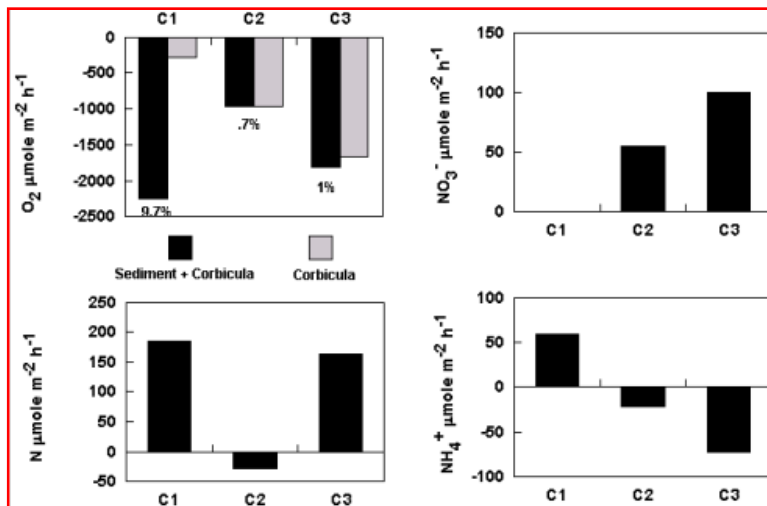 C1 C2 C3
0
-500
-1000
-1500
-2000
-2500
O2 µmole m-2 h-1
9.7%
.7%
1%
Sediment + Corbicula
Corbicula
150
100
50
0
NO3- µmole m-2 h-1
C1 C2 C3
250
200
150
100
50
0
-50
N µmole m-2 h-1
C1 C2 C3
100
50
0
-50
-100
NH4+ µmole m-2 h-1
C1 C2 C3